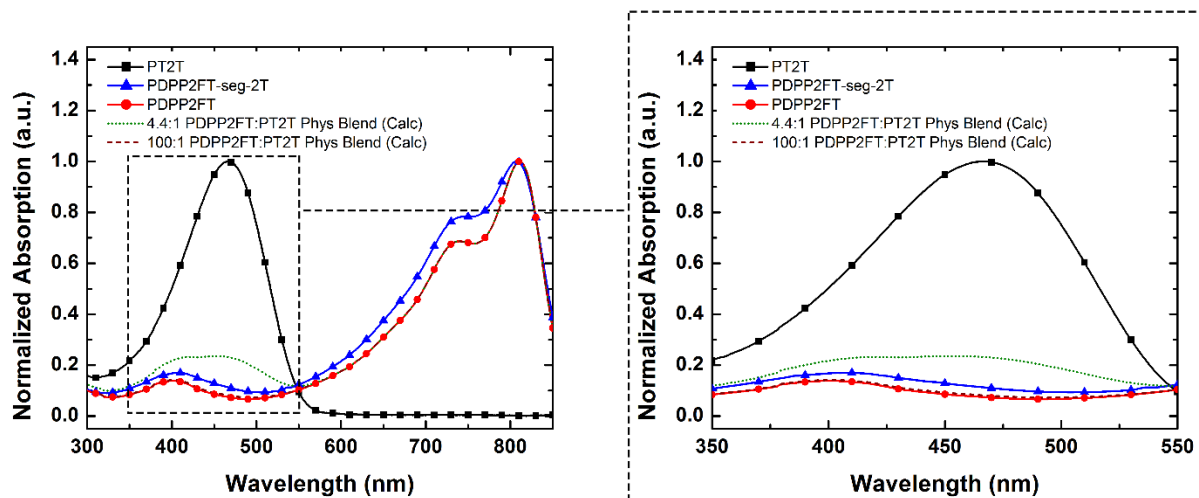 Normalized Absorption (a.u.)
1.4
1.2
1.0
0.8
0.6
0.4
0.2
0.0
PT2T
PDPP2FT-seg-2T
PDPP2FT
4.4:1 PDPP2FT:PT2T Phys Blend (Calc)
100:1 PDPP2FT:PT2T Phys Blend (Calc)
300 400 500 600 700 800
Wavelength (nm)
Normalized Absorption (a.u.)
1.4
1.2
1.0
0.8
0.6
0.4
0.2
0.0
PT2T
PDPP2FT-seg-2T
PDPP2FT
4.4:1 PDPP2FT:PT2T Phys Blend (Calc)
100:1 PDPP2FT:PT2T Phys Blend (Calc)
350 400 450 500 550
Wavelength (nm)